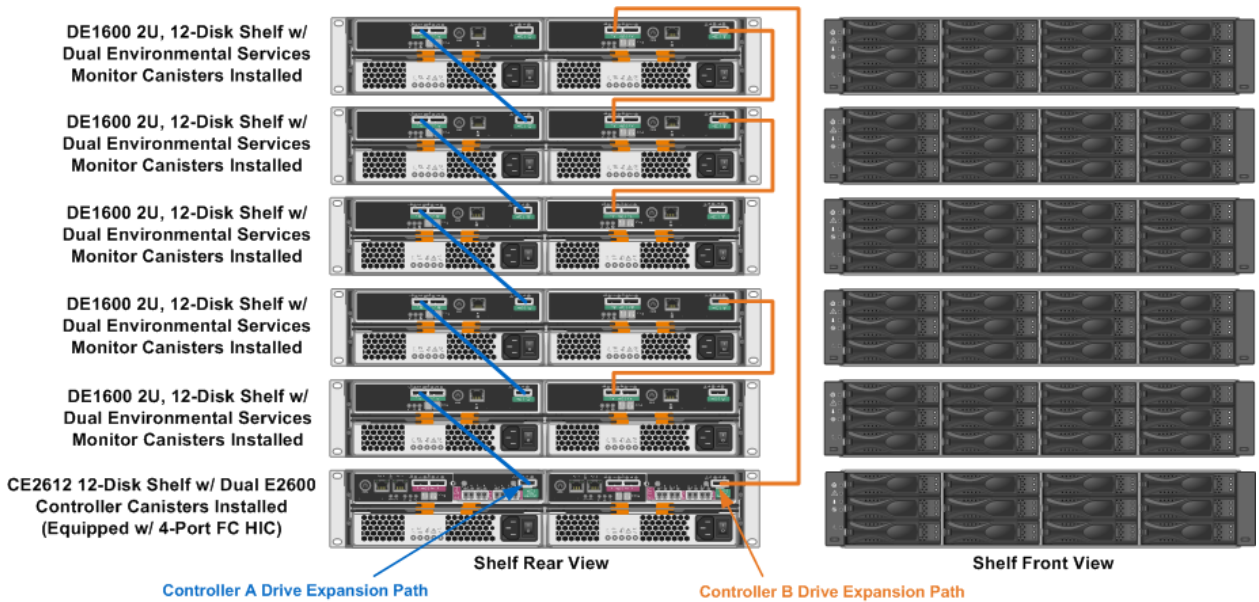 DE1600 2U, 12-Disk Shelf w/
Dual Environmental Services
Monitor Canisters Installed
DE1600 2U, 12-Disk Shelf w/
Dual Environmental Services
Monitor Canisters Installed
DE1600 2U, 12-Disk Shelf w/
Dual Environmental Services
Monitor Canisters Installed
DE1600 2U, 12-Disk Shelf w/
Dual Environmental Services
Monitor Canisters Installed
DE1600 2U, 12-Disk Shelf w/
Dual Environmental Services
Monitor Canisters Installed
CE2612 12-Disk Shelf w/ Dual E2600
Controller Canisters Installed
(Equipped w/ 4-Port FC HIC)
Shelf Rear View
Shelf Front View
Controller A Drive Expansion Path
Controller B Drive Expansion Path